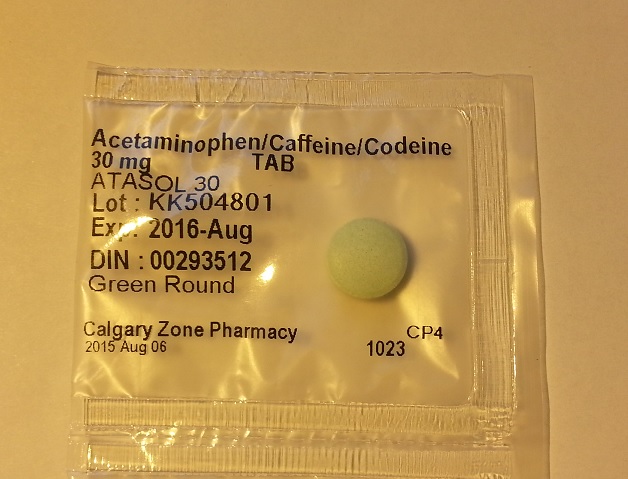 Acetaminophen/Caffeine/Codeine
30 mg TAB
ATASOL 30
Lot : KK504801
Exp: 2016-Aug
DIN : 00293512
Green Round
Calgary Zone Pharmacy CP4
2015 Aug 06 1023